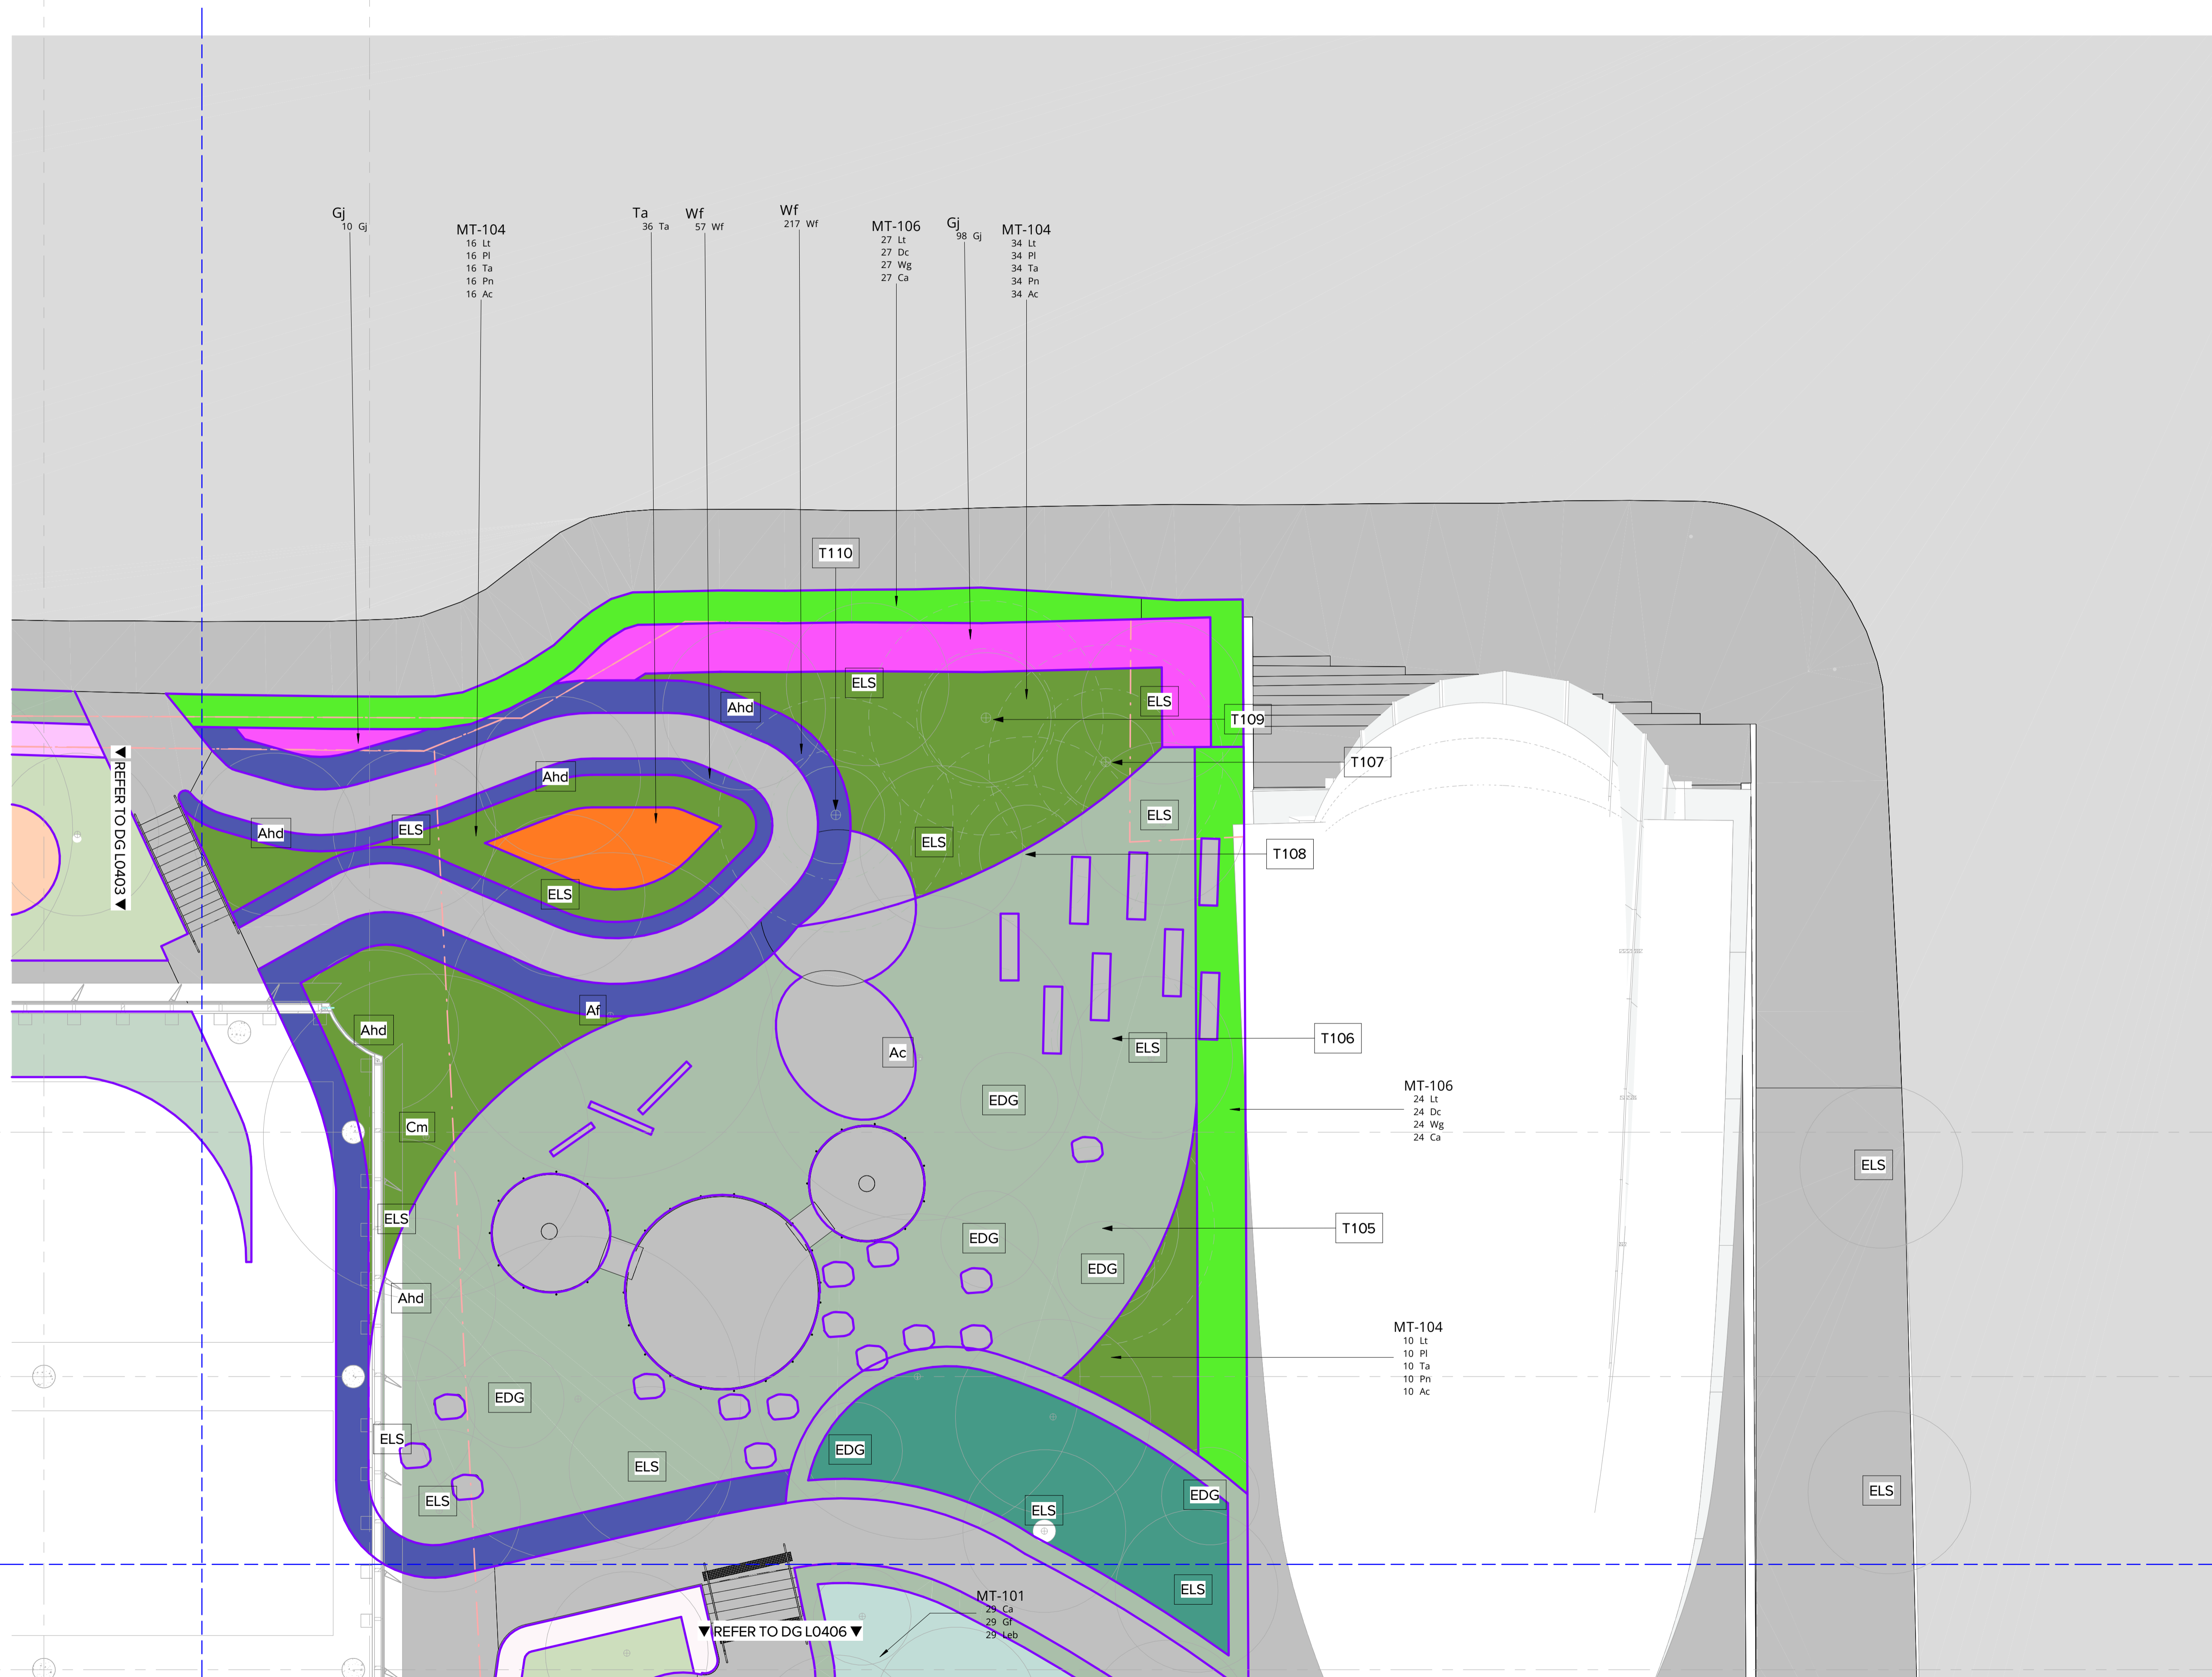 Gj
10 Gj
MT-104
16 Lt
16 Pl
16 Ta
16 Pn
16 Ac
Ta
36 Ta
Wf
57 Wf
Wf
217 Wf
MT-106
27 Lt
27 Dc
27 Wg
27 Ca
Gj
98 Gj
MT-104
34 Lt
34 Pl
34 Ta
34 Pn
34 Ac
T110
ELS
ELS
Ahd
T109
▼REFER TO DG L0403▼
T107
Ahd
ELS
Ahd
ELS
ELS
T108
ELS
Af
Ahd
T106
ELS
Ac
MT-106
24 Lt
24 Dc
24 Wg
24 Ca
EDG
Cm
ELS
ELS
T105
EDG
EDG
Ahd
MT-104
10 Lt
10 Pl
10 Ta
10 Pn
10 Ac
EDG
ELS
EDG
ELS
ELS
EDG
ELS
ELS
ELS
ELS
MT-101
29 Ca
29 Gf
29 Leb
▼REFER TO DG L0406▼